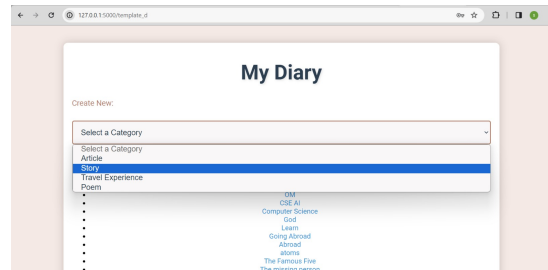 127.0.0.1:5000/template_d
My Diary
Create New:
Select a Category
Select a Category
Article
Story
Travel Experience
Poem
OM
CSE AI
Computer Science
God
Learn
Going Abroad
Abroad
atoms
The Famous Five
The missing person